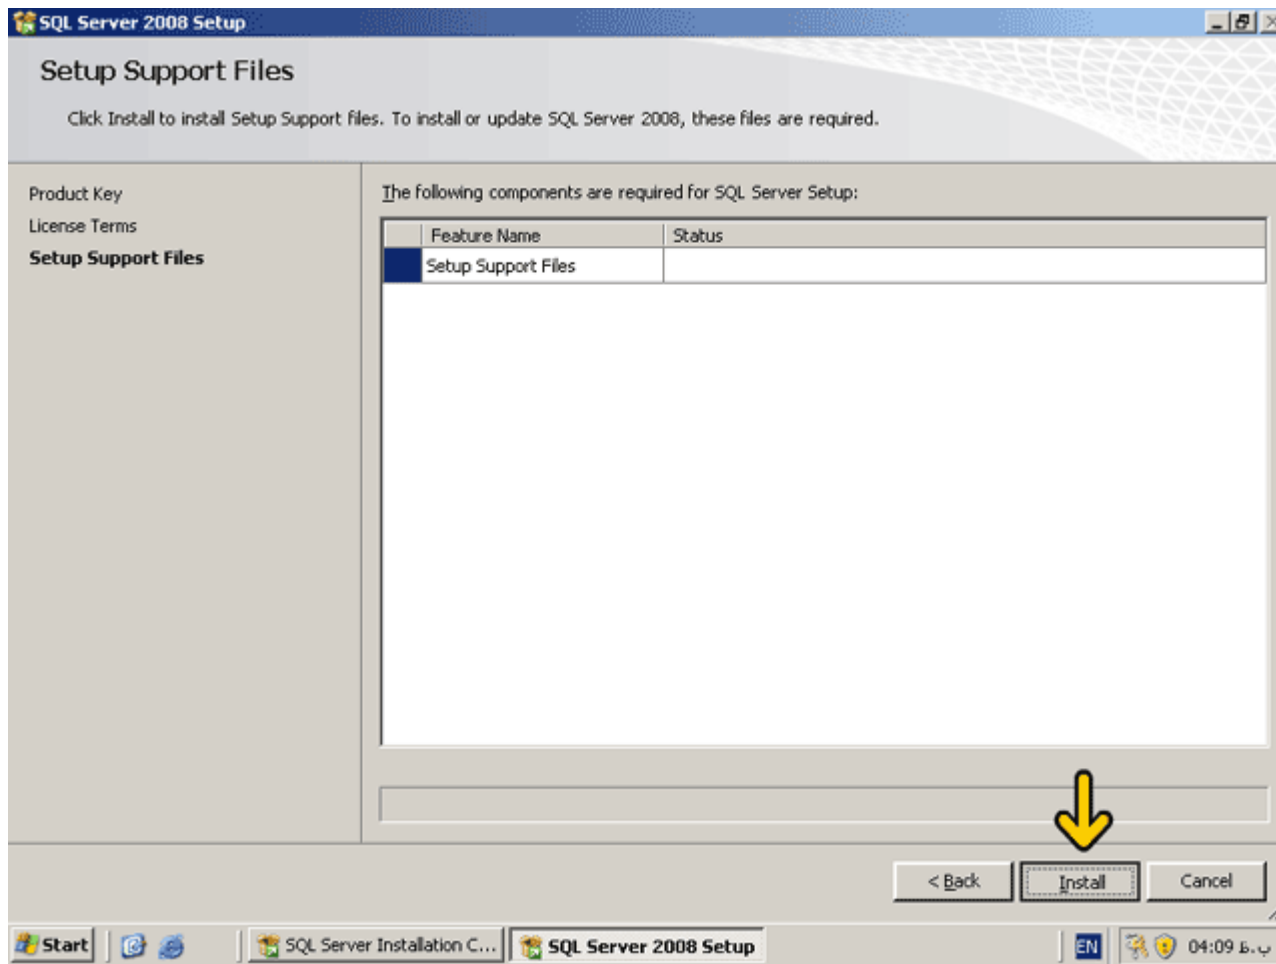 SQL Server 2008 Setup
Setup Support Files
Click Install to install Setup Support files. To install or update SQL Server 2008, these files are required.
Product Key
License Terms
Setup Support Files
The following components are required for SQL Server Setup:
Feature Name Status
Setup Support Files
< Back Install Cancel
Start SQL Server Installation C... SQL Server 2008 Setup EN 04:09 ب.ظ